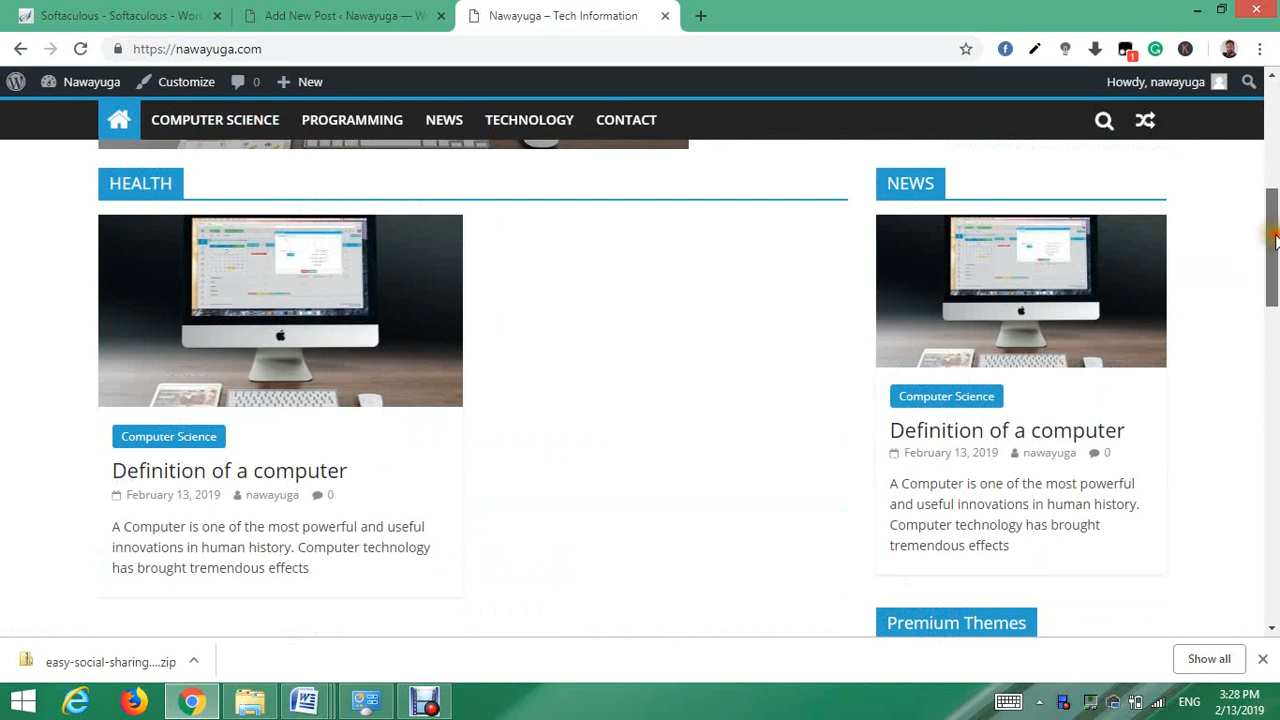 Softaculous - Softaculous - Wor
Add New Post ‹ Nawayuga — W
Nawayuga – Tech Information
https://nawayuga.com
1
Nawayuga
Customize
0
New
Howdy, nawayuga
COMPUTER SCIENCE
PROGRAMMING
NEWS
TECHNOLOGY
CONTACT
HEALTH
Computer Science
Definition of a computer
February 13, 2019
nawayuga
0
A Computer is one of the most powerful and useful
innovations in human history. Computer technology
has brought tremendous effects
NEWS
Computer Science
Definition of a computer
February 13, 2019
nawayuga
0
A Computer is one of the most powerful
and useful innovations in human history.
Computer technology has brought
tremendous effects
Premium Themes
easy-social-sharing....zip
Show all
ENG
3:28 PM
2/13/2019